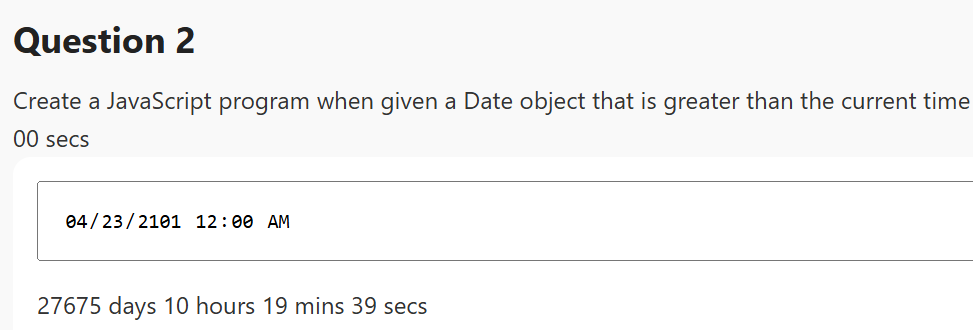 Question 2
Create a JavaScript program when given a Date object that is greater than the current time
00 secs
04/23/2101 12:00 AM
27675 days 10 hours 19 mins 39 secs